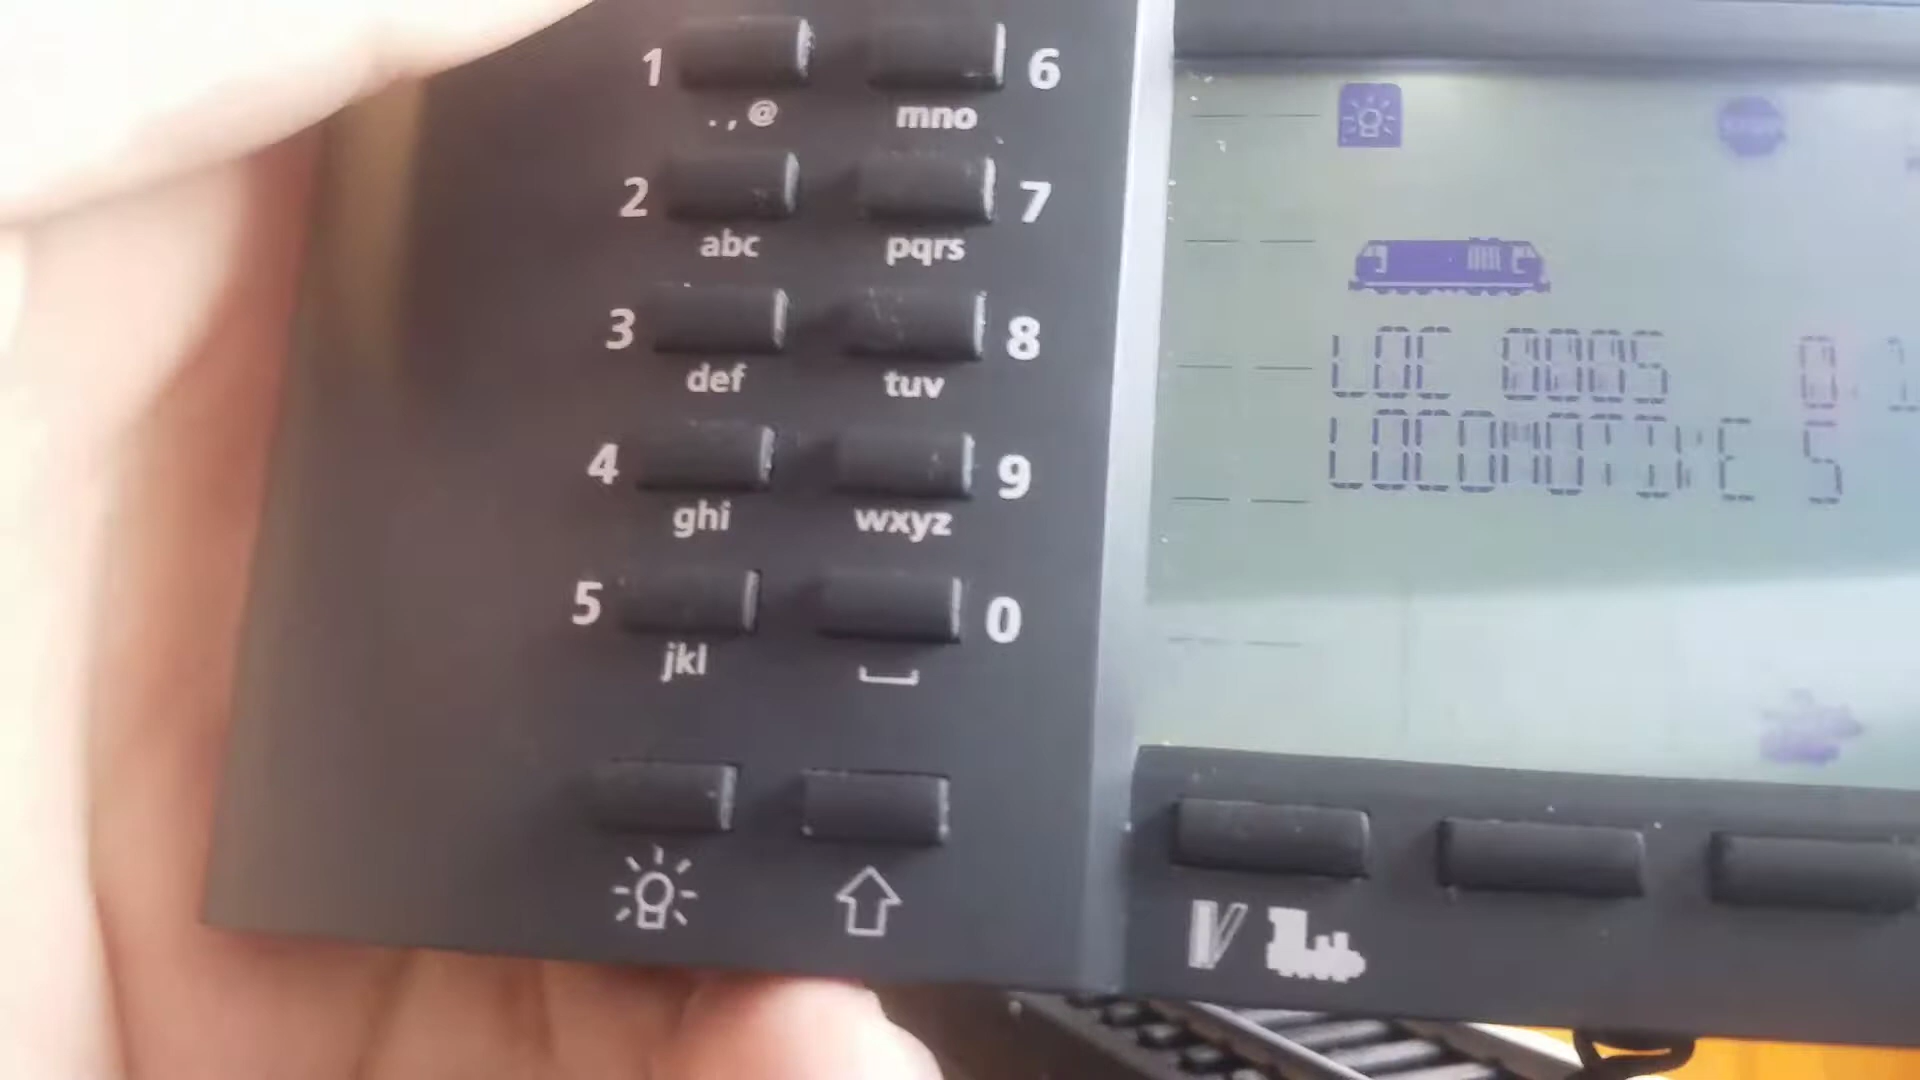 1 6
.,@ mno
2 7
abc pqrs
3 8
def tuv
4 9
ghi wxyz
5 0
jkl
LOC 0005
LOCOMOTIVE 5
STOP